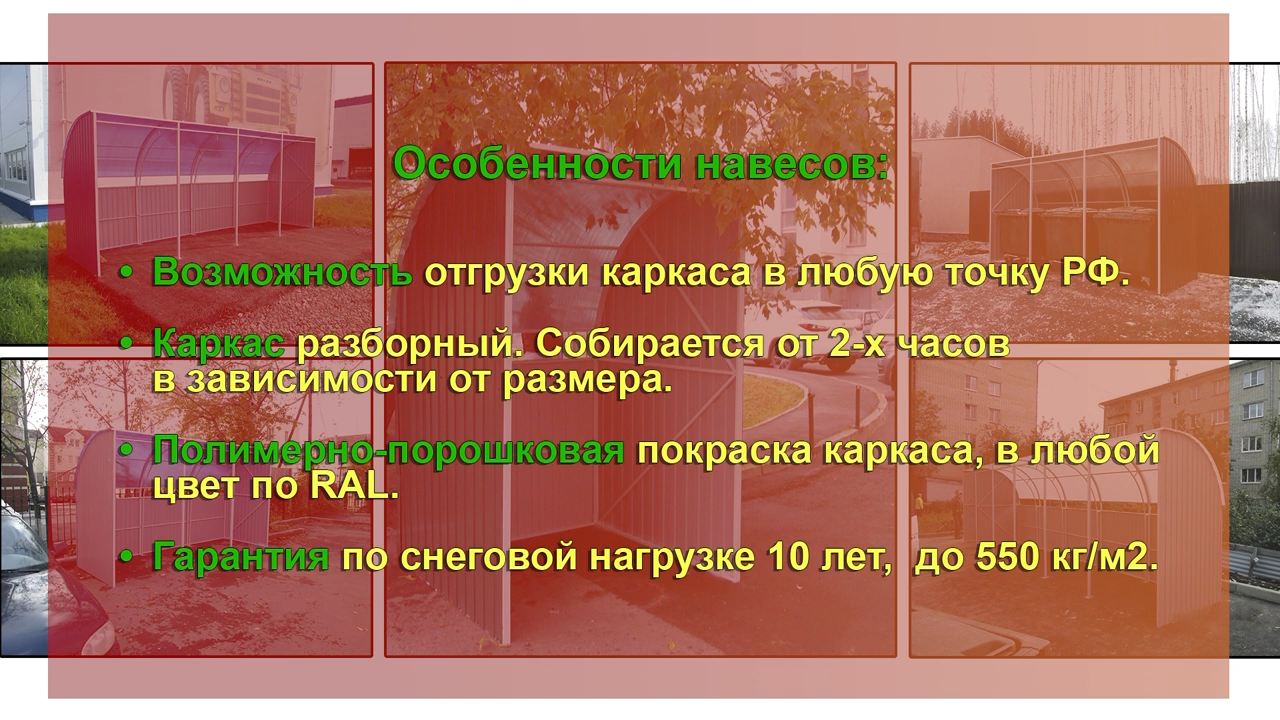 Особенности навесов:
• Возможность отгрузки каркаса в любую точку РФ.
• Каркас разборный. Собирается от 2-х часов
в зависимости от размера.
• Полимерно-порошковая покраска каркаса, в любой
цвет по RAL.
• Гарантия по снеговой нагрузке 10 лет,  до 550 кг/м2.